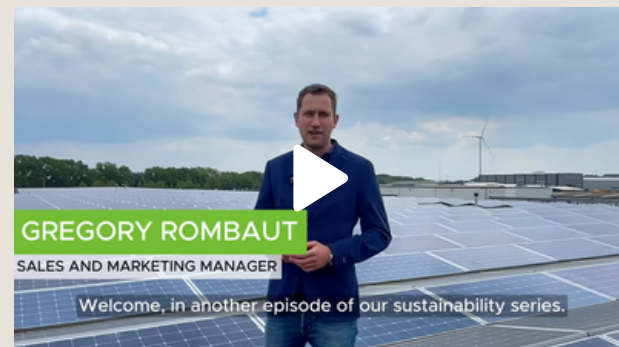 GREGORY ROMBAUT
SALES AND MARKETING MANAGER
Welcome, in another episode of our sustainability series.